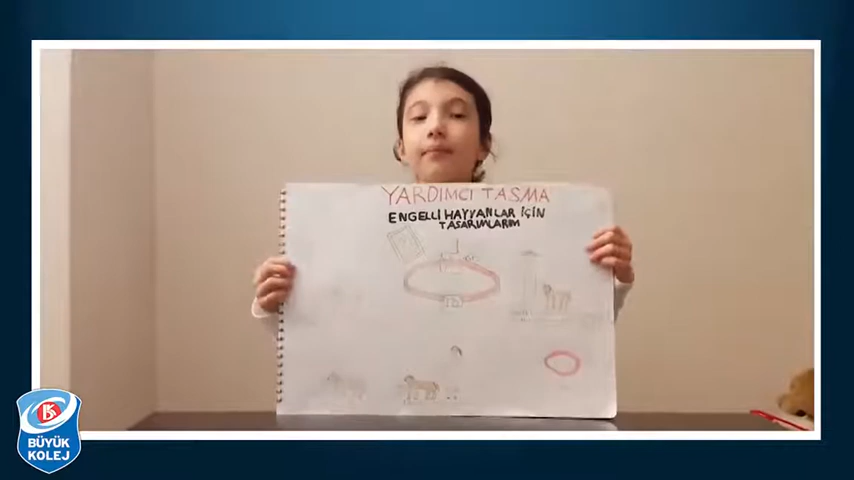 YARDIMCI TASMA
ENGELLİ HAYVANLAR İÇİN
TASARIMLARIM
BÜYÜK
KOLEJ